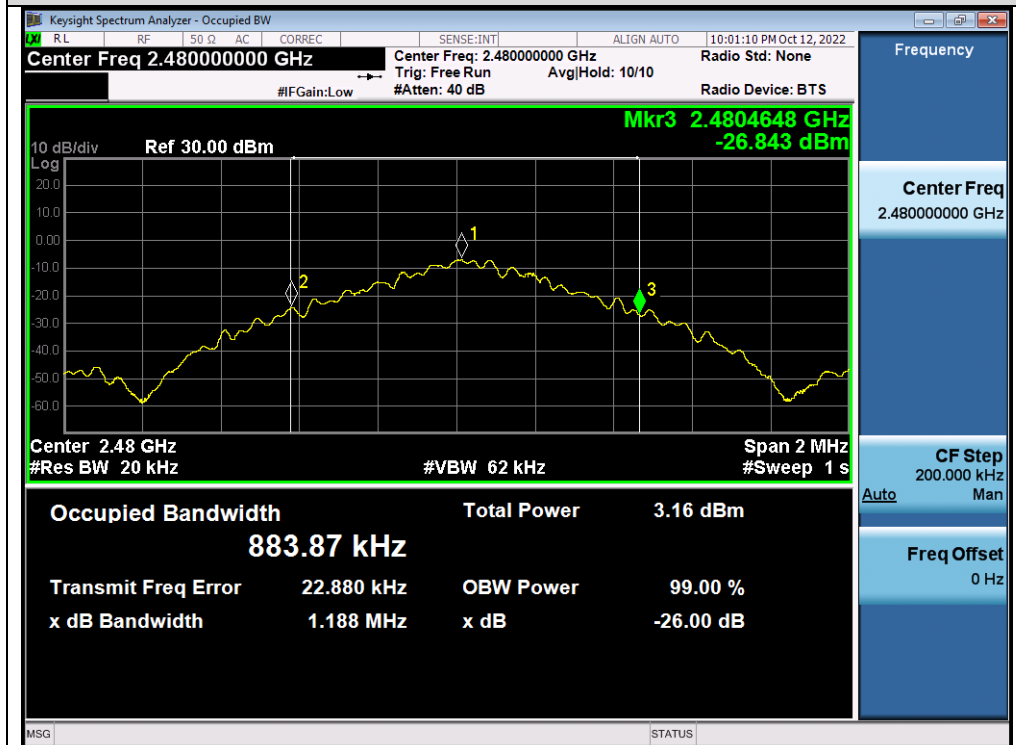 Keysight Spectrum Analyzer - Occupied BW
LXI RL RF 50 Ω AC CORREC SENSE:INT ALIGN AUTO 10:01:10 PM Oct 12, 2022
Center Freq 2.480000000 GHz Center Freq: 2.480000000 GHz Radio Std: None
Trig: Free Run Avg|Hold: 10/10
#IFGain:Low #Atten: 40 dB Radio Device: BTS
Mkr3 2.4804648 GHz
-26.843 dBm
10 dB/div Ref 30.00 dBm
Log
20.0
10.0
0.00
-10.0
-20.0
-30.0
-40.0
-50.0
-60.0
1
2
3
Center 2.48 GHz Span 2 MHz
#Res BW 20 kHz #VBW 62 kHz #Sweep 1 s
Occupied Bandwidth Total Power 3.16 dBm
883.87 kHz
Transmit Freq Error 22.880 kHz OBW Power 99.00 %
x dB Bandwidth 1.188 MHz x dB -26.00 dB
Frequency
Center Freq
2.480000000 GHz
CF Step
200.000 kHz
Auto Man
Freq Offset
0 Hz
MSG STATUS